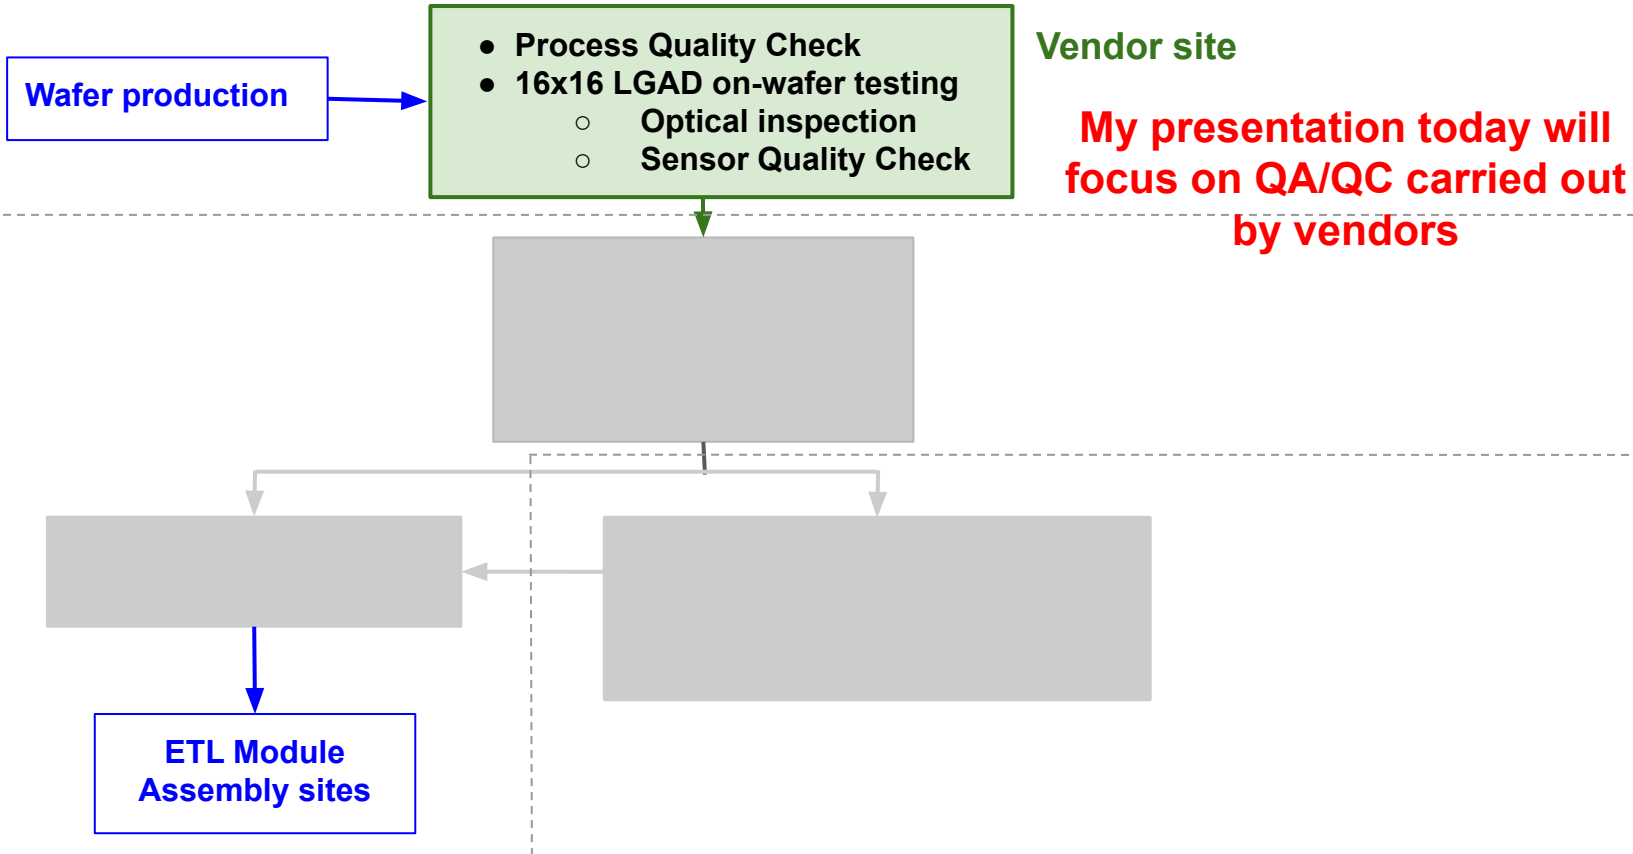 Wafer production
● Process Quality Check
● 16x16 LGAD on-wafer testing
○ Optical inspection
○ Sensor Quality Check
Vendor site
My presentation today will
focus on QA/QC carried out
by vendors
ETL Module
Assembly sites